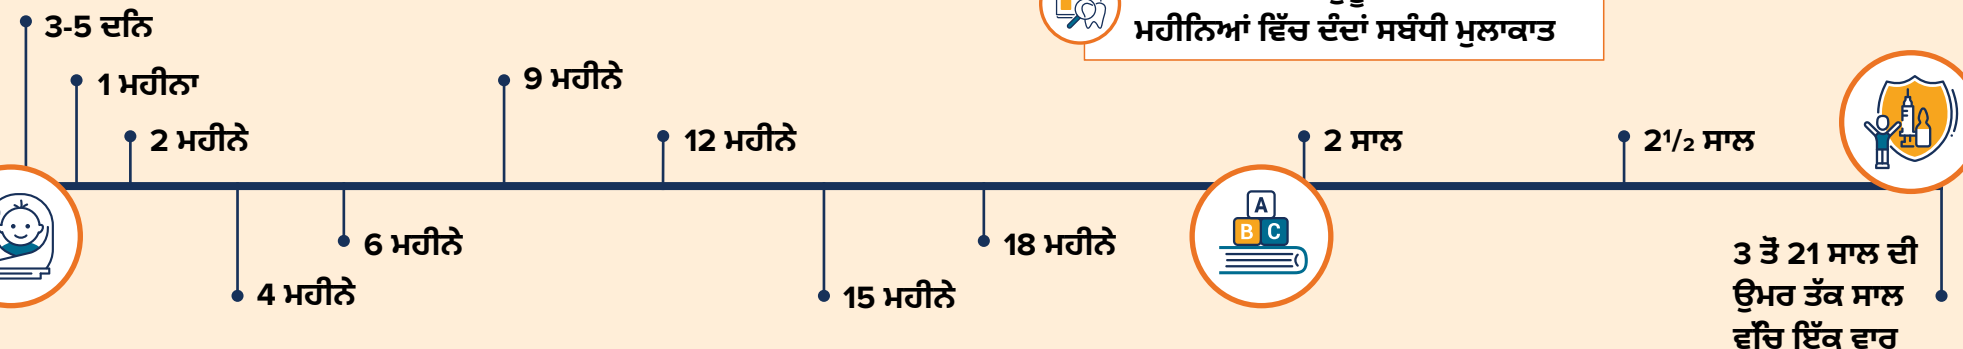 3-5 ਦਨਿ
1 ਮਹੀਨਾ
2 ਮਹੀਨੇ
4 ਮਹੀਨੇ
6 ਮਹੀਨੇ
9 ਮਹੀਨੇ
12 ਮਹੀਨੇ
15 ਮਹੀਨੇ
18 ਮਹੀਨੇ
ਮਹੀਨਿਆਂ ਵਿੱਚ ਦੰਦਾਂ ਸਬੰਧੀ ਮੁਲਾਕਾਤ
A
B C
2 ਸਾਲ
2¹/₂ ਸਾਲ
3 ਤੋਂ 21 ਸਾਲ ਦੀ
ਉਮਰ ਤੱਕ ਸਾਲ
ਵੱਚਿ ਇੱਕ ਵਾਰ